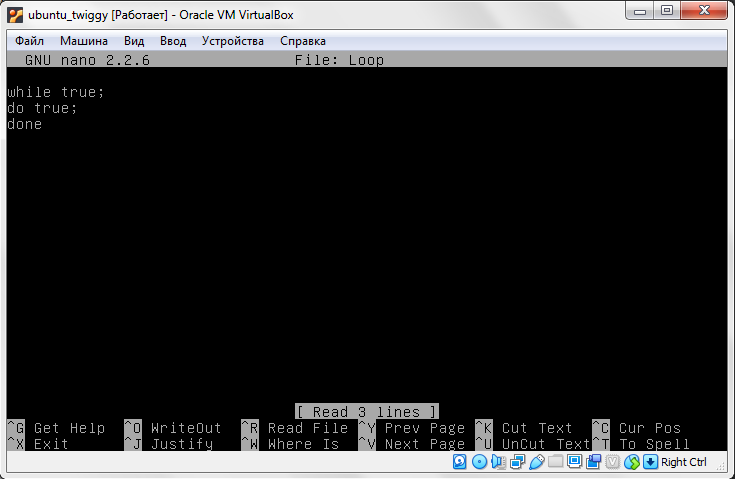 ubuntu_twiggy [Работает] - Oracle VM VirtualBox
Файл Машина Вид Ввод Устройства Справка
GNU nano 2.2.6 File: Loop
while true;
do true;
done
[ Read 3 lines ]
^G Get Help ^O WriteOut ^R Read File ^Y Prev Page ^K Cut Text ^C Cur Pos
^X Exit ^J Justify ^W Where Is ^V Next Page ^U UnCut Text ^T To Spell
Right Ctrl